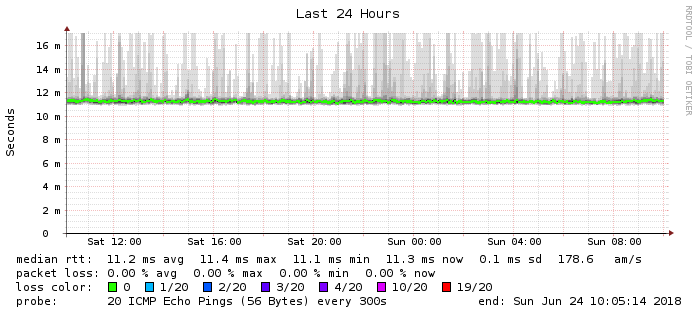 Last 24 Hours
RRDTOOL / TOBI OETIKER
Seconds
16 m
14 m
12 m
10 m
8 m
6 m
4 m
2 m
0
Sat 12:00 Sat 16:00 Sat 20:00 Sun 00:00 Sun 04:00 Sun 08:00
median rtt: 11.2 ms avg 11.4 ms max 11.1 ms min 11.3 ms now 0.1 ms sd 178.6 am/s
packet loss: 0.00 % avg 0.00 % max 0.00 % min 0.00 % now
loss color: 0 1/20 2/20 3/20 4/20 10/20 19/20
probe: 20 ICMP Echo Pings (56 Bytes) every 300s end: Sun Jun 24 10:05:14 2018